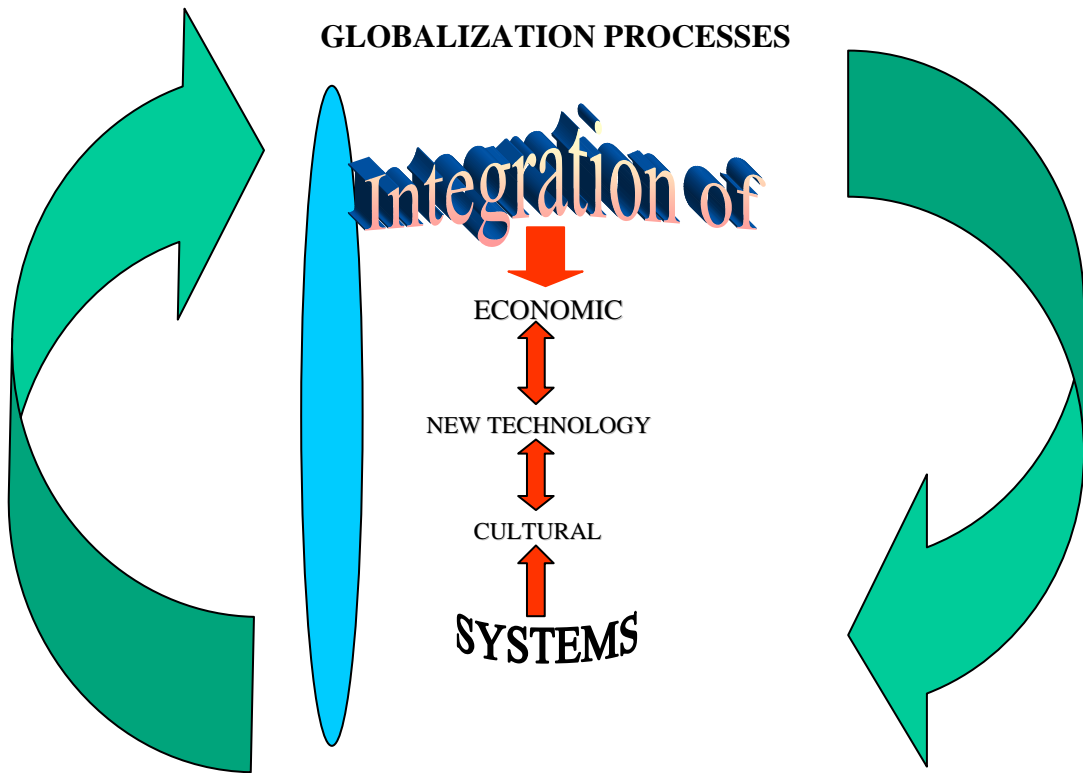 GLOBALIZATION PROCESSES
Integration of
ECONOMIC
NEW TECHNOLOGY
CULTURAL
SYSTEMS